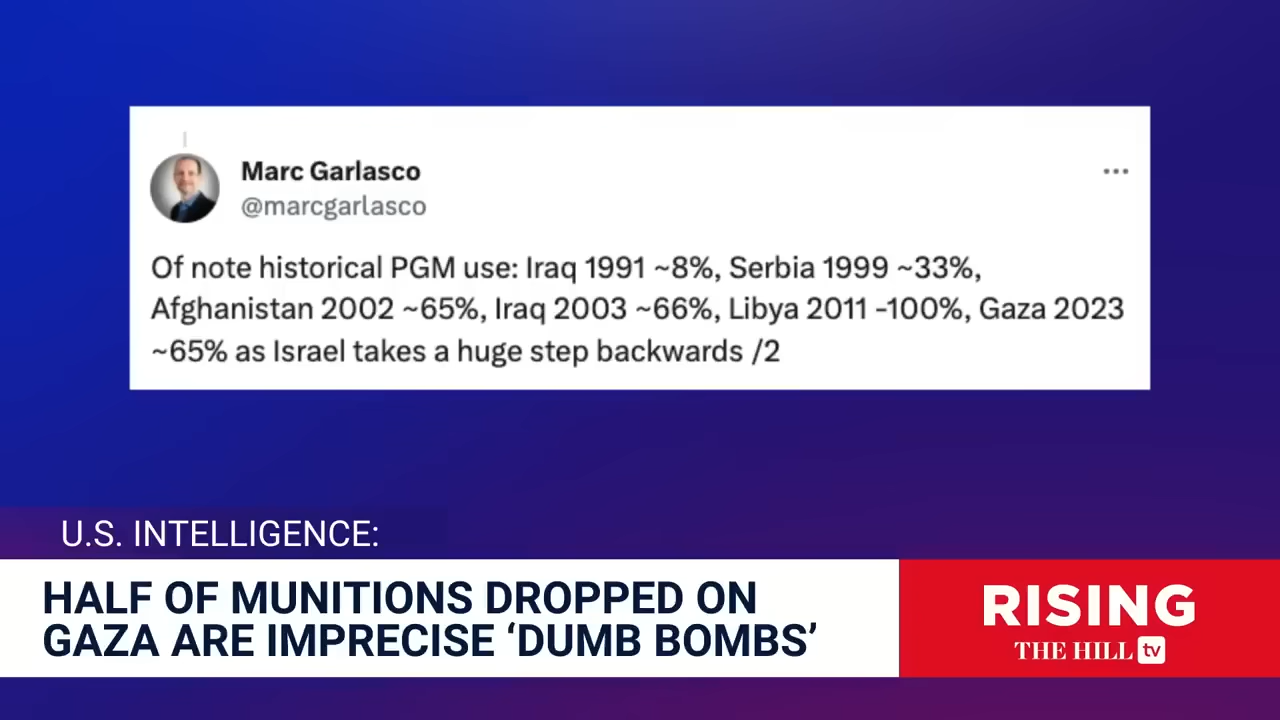 Marc Garlasco
@marcgarlasco
Of note historical PGM use: Iraq 1991 ~8%, Serbia 1999 ~33%,
Afghanistan 2002 ~65%, Iraq 2003 ~66%, Libya 2011 -100%, Gaza 2023
~65% as Israel takes a huge step backwards /2
U.S. INTELLIGENCE:
HALF OF MUNITIONS DROPPED ON
GAZA ARE IMPRECISE ‘DUMB BOMBS’
RISING
THE HILL tv